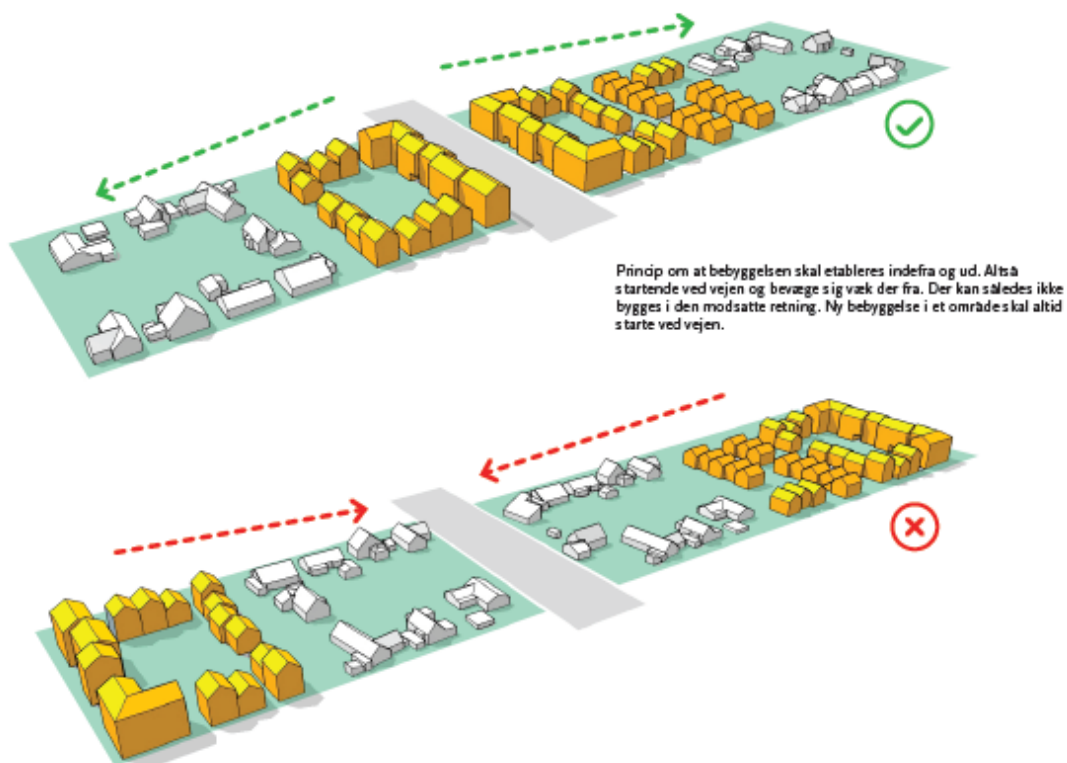 Princip om at bebyggelsen skal etableres indefra og ud. Altså
startende ved vejen og bevæge sig væk der fra. Der kan således ikke
bygges i den modsatte retning. Ny bebyggelse i et område skal altid
starte ved vejen.